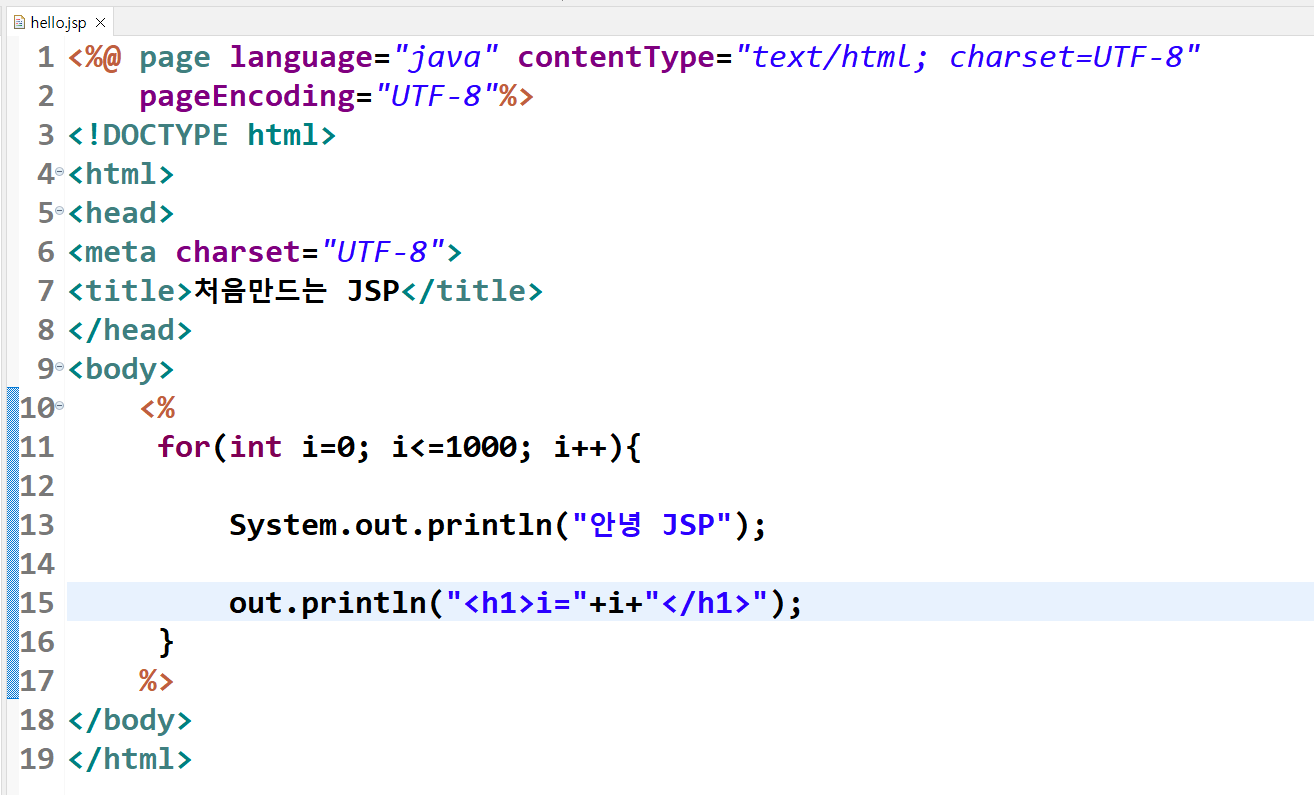 hello.jsp
1 <%@ page language="java" contentType="text/html; charset=UTF-8"
2     pageEncoding="UTF-8"%>
3 <!DOCTYPE html>
4 <html>
5 <head>
6 <meta charset="UTF-8">
7 <title>처음만드는 JSP</title>
8 </head>
9 <body>
10     <%
11      for(int i=0; i<=1000; i++){
12
13          System.out.println("안녕 JSP");
14
15          out.println("<h1>i="+i+"</h1>");
16      }
17     %>
18 </body>
19 </html>